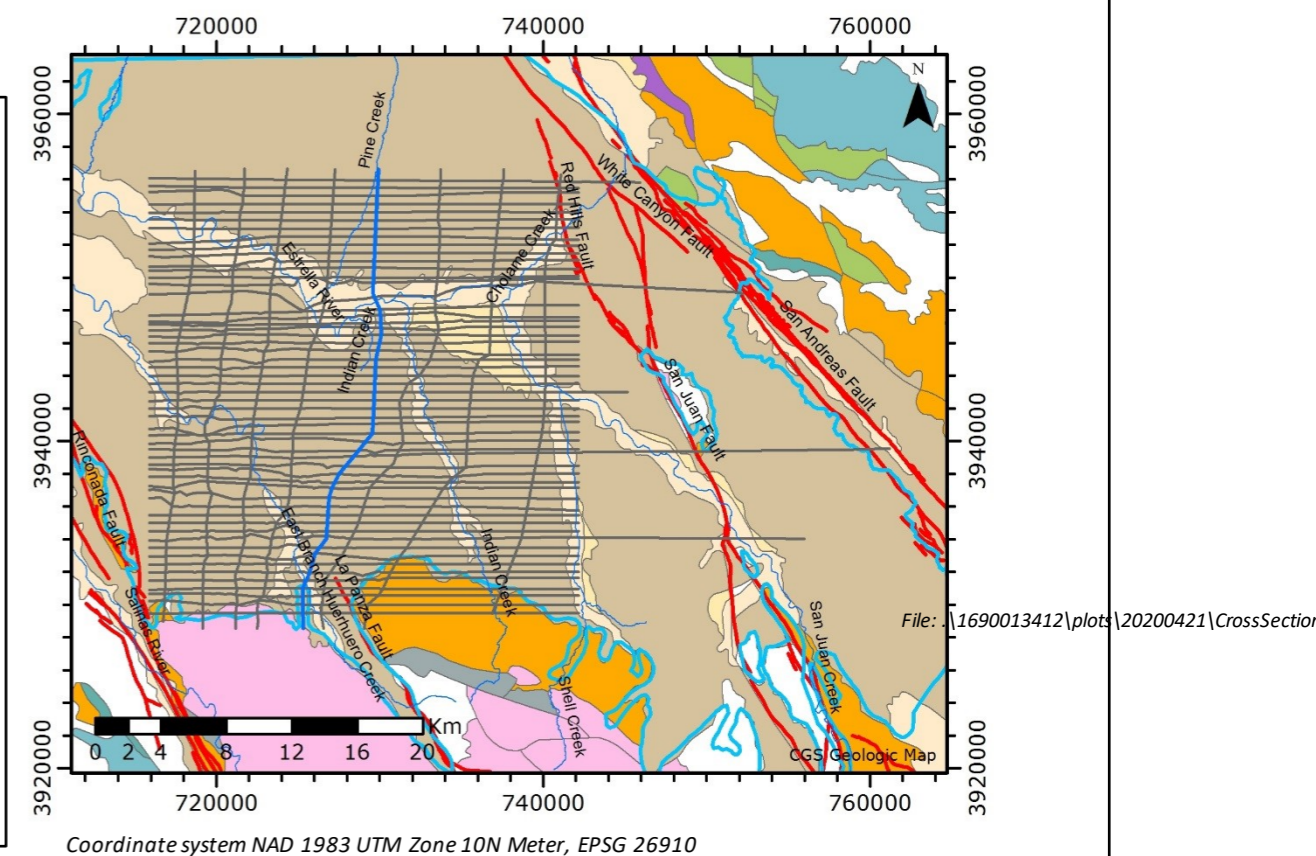 720000 740000 760000
N
3960000
3940000
3920000
3960000
3940000
3920000
Pine Creek
Red Hills Fault
White Canyon Fault
Cholame Creek
Estrella River
Indian Creek
San Andreas Fault
San Juan Fault
Rinconada Fault
Salinas River
East Branch Huerhuero Creek
La Panza Fault
Indian Creek
Shell Creek
San Juan Creek
File: .\1690013412\plots\20200421\CrossSection
Km
0 2 4 8 12 16 20
CGS Geologic Map
720000 740000 760000
Coordinate system NAD 1983 UTM Zone 10N Meter, EPSG 26910